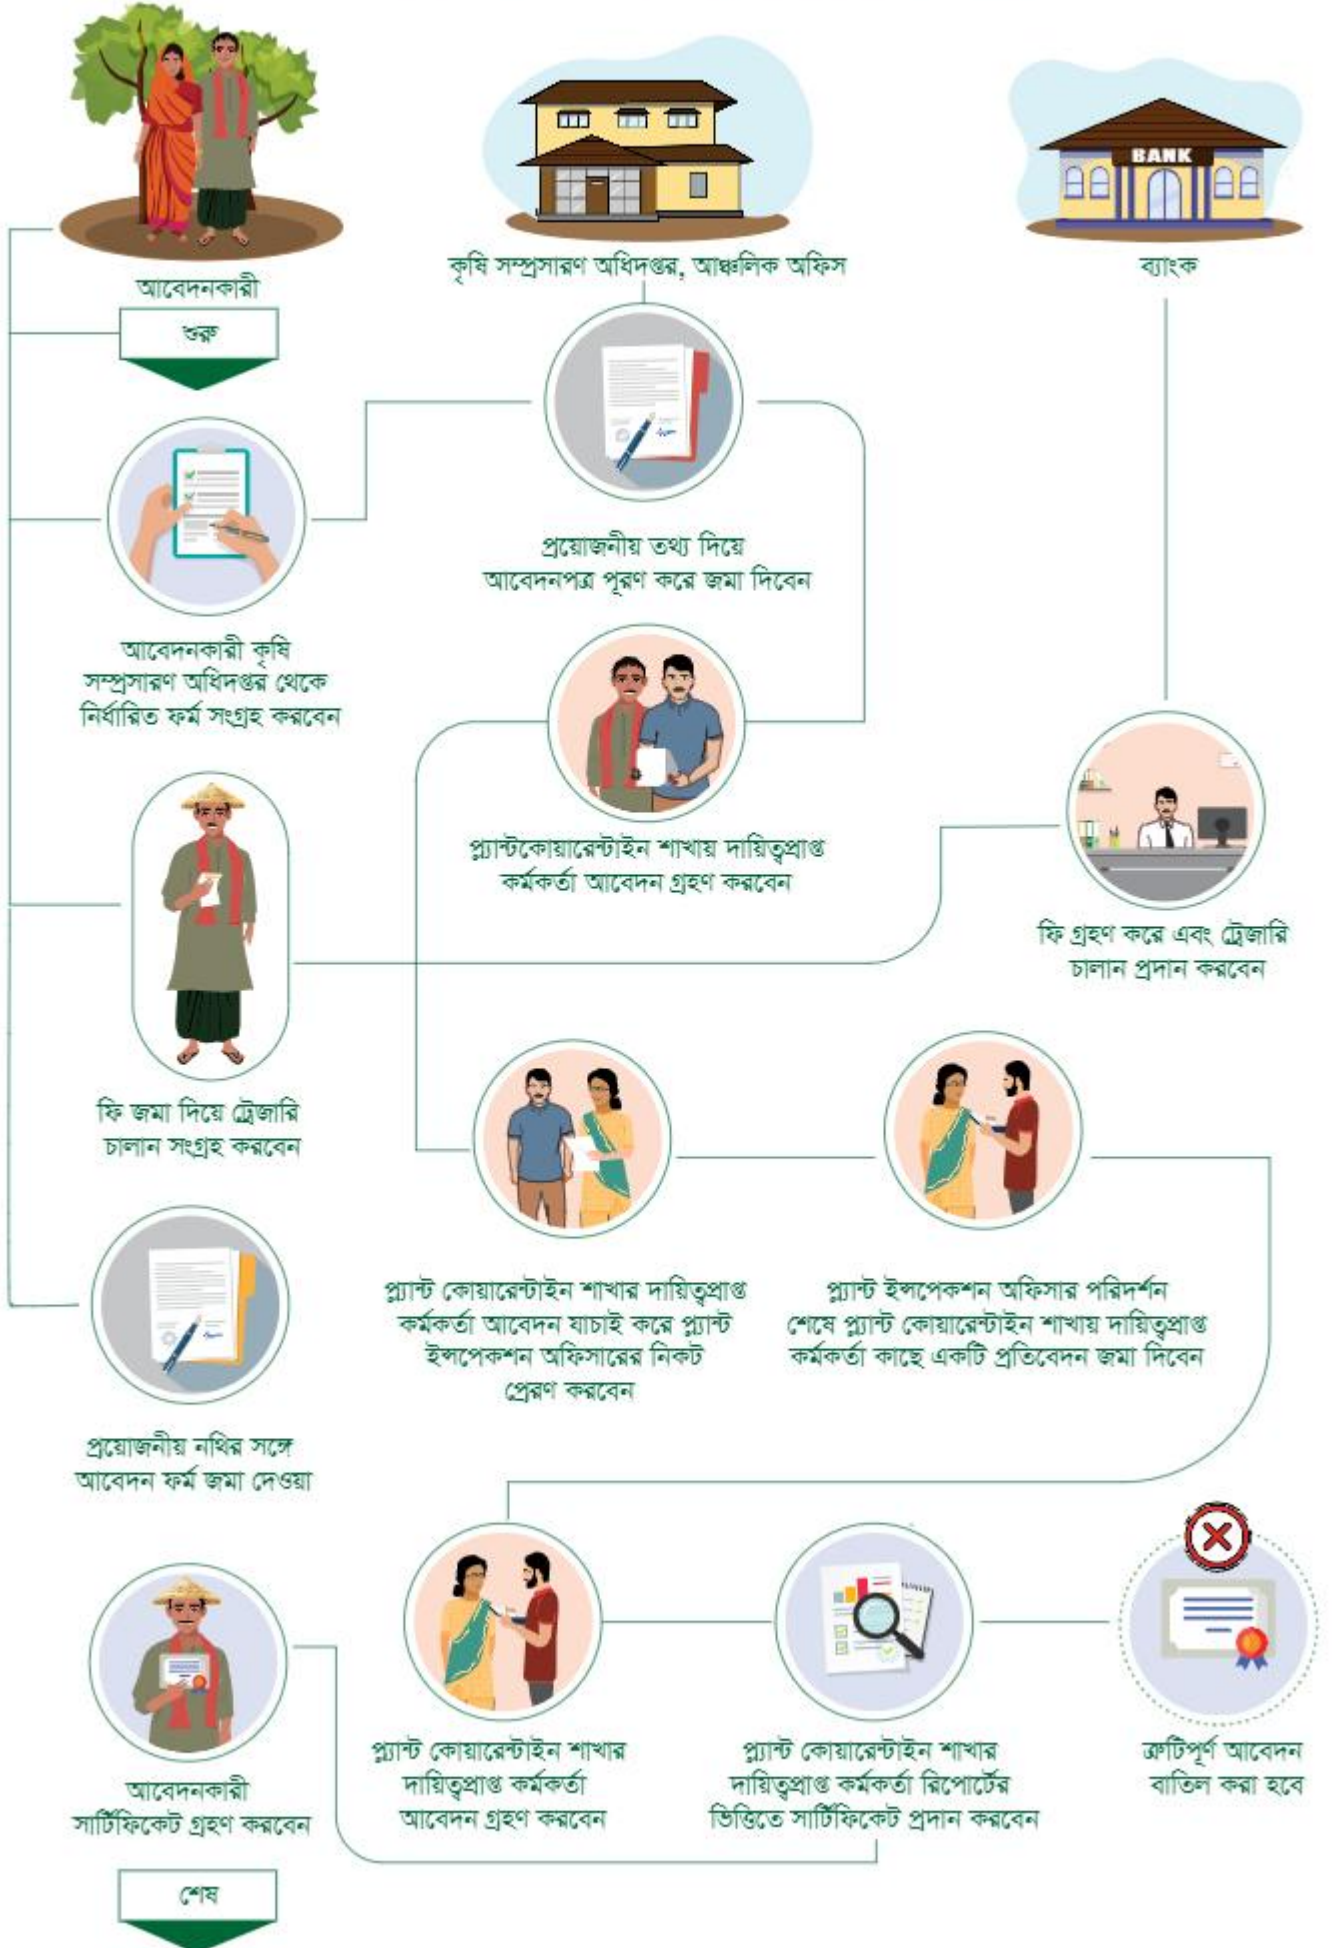 BANK
আবেদনকারী
কৃষি সম্প্রসারণ অধিদপ্তর, আঞ্চলিক অফিস
ব্যাংক
শুরু
প্রয়োজনীয় তথ্য দিয়ে
আবেদনপত্র পূরণ করে জমা দিবেন
আবেদনকারী কৃষি
সম্প্রসারণ অধিদপ্তর থেকে
নির্ধারিত ফর্ম সংগ্রহ করবেন
প্ল্যান্টকোয়ারেন্টাইন শাখায় দায়িত্বপ্রাপ্ত
কর্মকর্তা আবেদন গ্রহণ করবেন
ফি গ্রহণ করে এবং ট্রেজারি
চালান প্রদান করবেন
ফি জমা দিয়ে ট্রেজারি
চালান সংগ্রহ করবেন
প্ল্যান্ট কোয়ারেন্টাইন শাখার দায়িত্বপ্রাপ্ত
কর্মকর্তা আবেদন যাচাই করে প্ল্যান্ট
ইন্সপেকশন অফিসারের নিকট
প্রেরণ করবেন
প্ল্যান্ট ইন্সপেকশন অফিসার পরিদর্শন
শেষে প্ল্যান্ট কোয়ারেন্টাইন শাখায় দায়িত্বপ্রাপ্ত
কর্মকর্তা কাছে একটি প্রতিবেদন জমা দিবেন
প্রয়োজনীয় নথির সঙ্গে
আবেদন ফর্ম জমা দেওয়া
প্ল্যান্ট কোয়ারেন্টাইন শাখার
দায়িত্বপ্রাপ্ত কর্মকর্তা
আবেদন গ্রহণ করবেন
প্ল্যান্ট কোয়ারেন্টাইন শাখার
দায়িত্বপ্রাপ্ত কর্মকর্তা রিপোর্টের
ভিত্তিতে সার্টিফিকেট প্রদান করবেন
ত্রুটিপূর্ণ আবেদন
বাতিল করা হবে
আবেদনকারী
সার্টিফিকেট গ্রহণ করবেন
শেষ